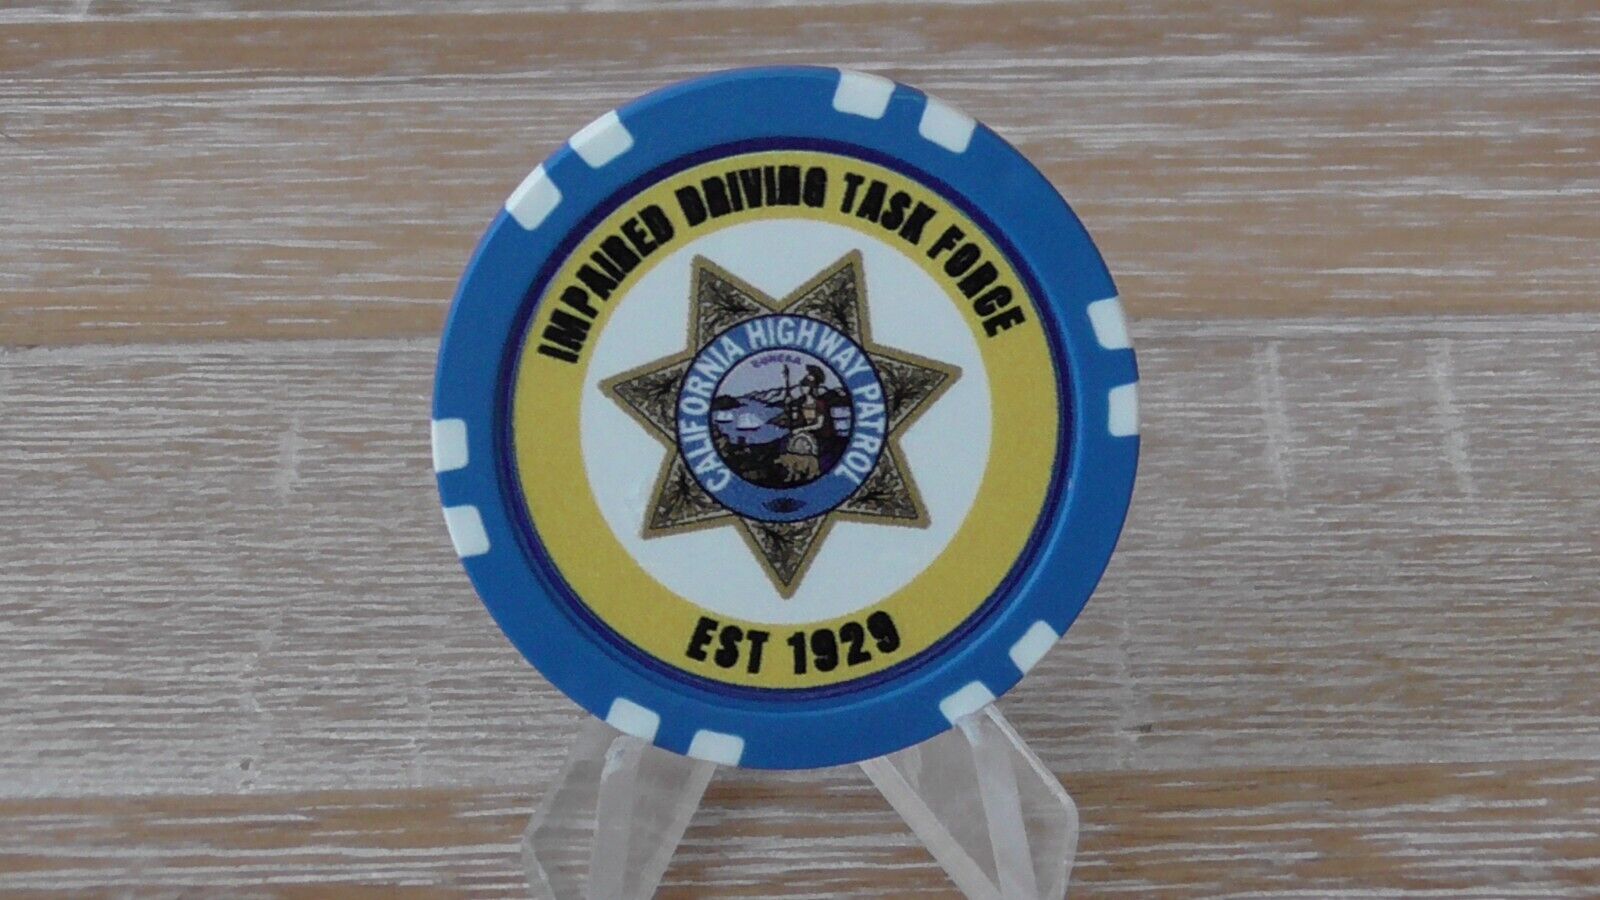 IMPAIRED DRIVING TASK FORCE
CALIFORNIA HIGHWAY PATROL
EUREKA
EST 1929